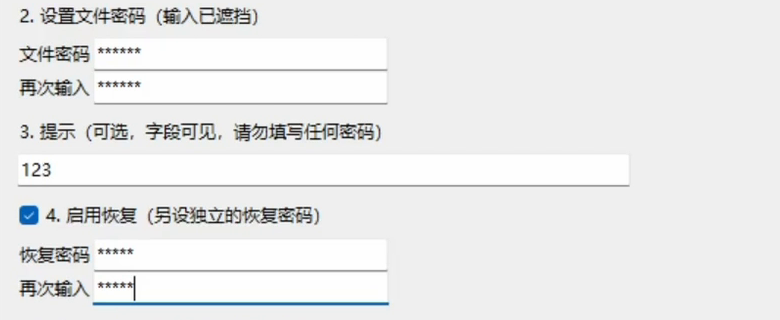 2. 设置文件密码（输入已遮挡）
文件密码 ******
再次输入 ******
3. 提示（可选，字段可见，请勿填写任何密码）
123
4. 启用恢复（另设独立的恢复密码）
恢复密码 *****
再次输入 *****